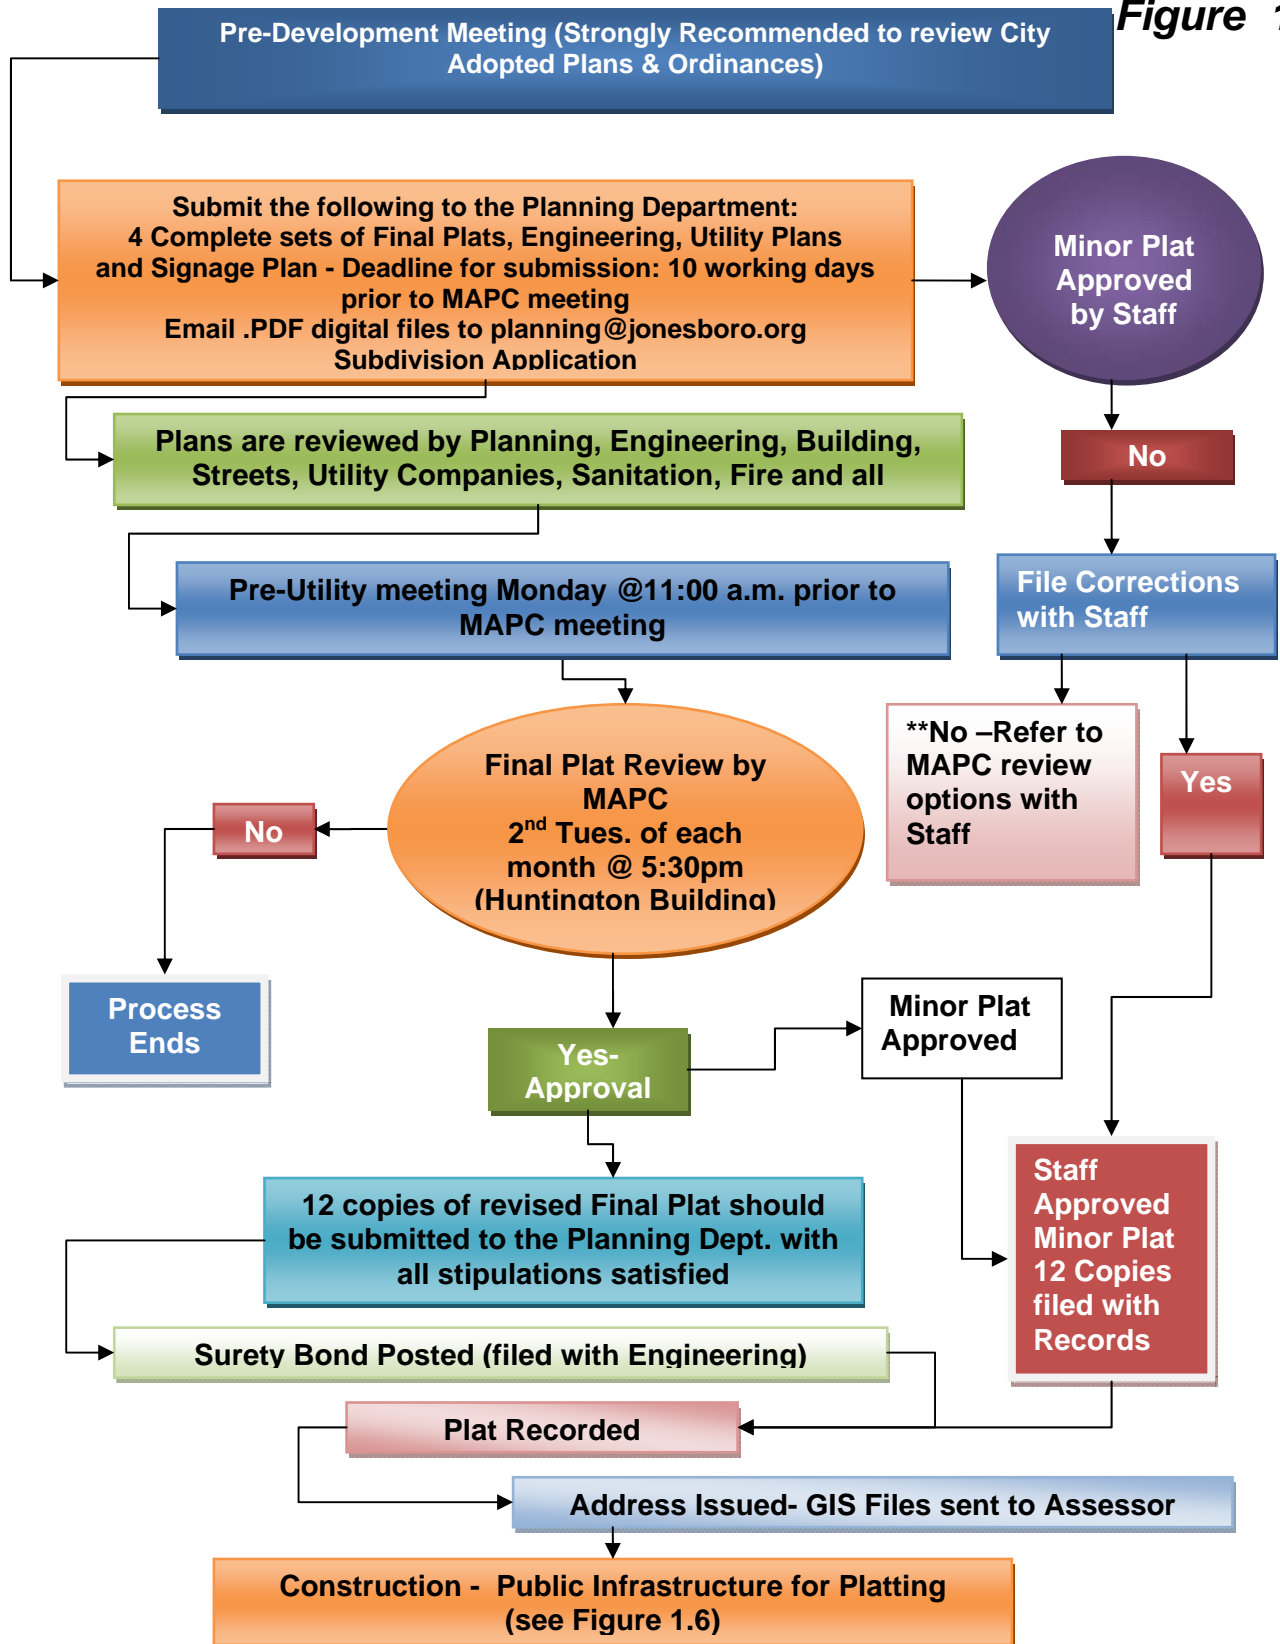 Figure 1
Pre-Development Meeting (Strongly Recommended to review City
Adopted Plans & Ordinances)
Submit the following to the Planning Department:
4 Complete sets of Final Plats, Engineering, Utility Plans
and Signage Plan - Deadline for submission: 10 working days
prior to MAPC meeting
Email .PDF digital files to planning@jonesboro.org
Subdivision Application
Minor Plat
Approved
by Staff
Plans are reviewed by Planning, Engineering, Building,
Streets, Utility Companies, Sanitation, Fire and all
No
Pre-Utility meeting Monday @11:00 a.m. prior to
MAPC meeting
File Corrections
with Staff
Final Plat Review by
MAPC
2nd Tues. of each
month @ 5:30pm
(Huntington Building)
**No –Refer to
MAPC review
options with
Staff
Yes
No
Process
Ends
Yes-
Approval
Minor Plat
Approved
12 copies of revised Final Plat should
be submitted to the Planning Dept. with
all stipulations satisfied
Staff
Approved
Minor Plat
12 Copies
filed with
Records
Surety Bond Posted (filed with Engineering)
Plat Recorded
Address Issued- GIS Files sent to Assessor
Construction - Public Infrastructure for Platting
(see Figure 1.6)